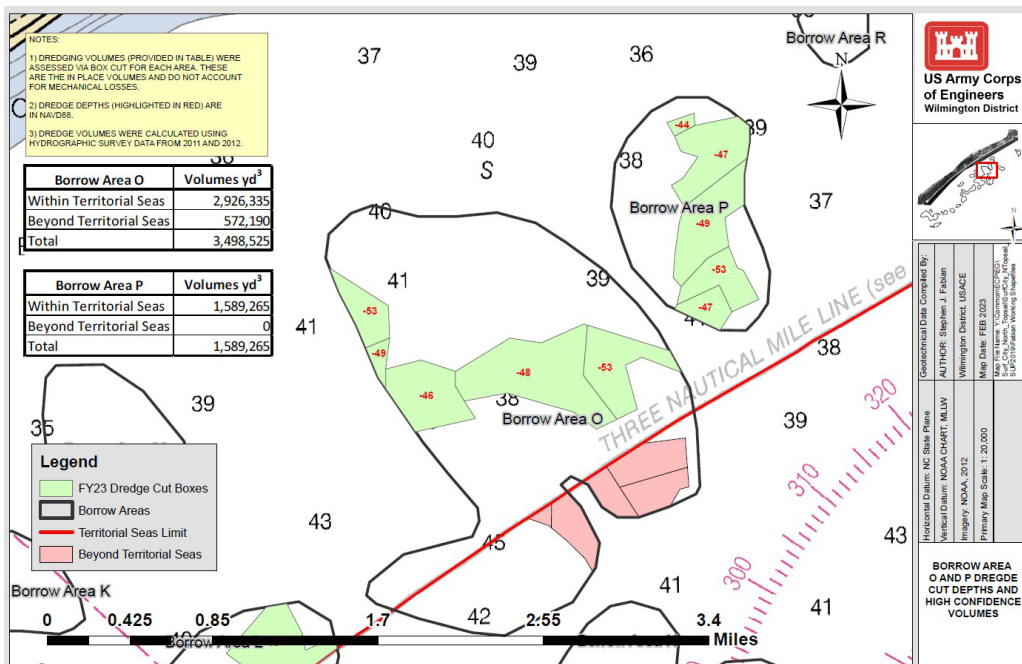 NOTES:
1) DREDGING VOLUMES (PROVIDED IN TABLE) WERE
ASSESSED VIA BOX CUT FOR EACH AREA. THESE
ARE THE IN PLACE VOLUMES AND DO NOT ACCOUNT
FOR MECHANICAL LOSSES.
2) DREDGE DEPTHS (HIGHLIGHTED IN RED) ARE
IN NAVD88.
3) DREDGE VOLUMES WERE CALCULATED USING
HYDROGRAPHIC SURVEY DATA FROM 2011 AND 2012.
Borrow Area O Volumes yd³
Within Territorial Seas 2,926,335
Beyond Territorial Seas 572,190
Total 3,498,525
Borrow Area P Volumes yd³
Within Territorial Seas 1,589,265
Beyond Territorial Seas 0
Total 1,589,265
37
39
36
Borrow Area R
N
40
S
38
39
-44
-47
37
Borrow Area P
-49
40
41
39
-53
-47
41
-53
-49
41
THREE NAUTICAL MILE LINE (see
38
-48
-53
-46
38
Borrow Area O
39
35
39
320
310
300
43
45
43
41
41
42
Borrow Area K
Legend
FY23 Dredge Cut Boxes
Borrow Areas
Territorial Seas Limit
Beyond Territorial Seas
0 0.425 0.85 1.7 2.55 3.4
Miles
US Army Corps
of Engineers
Wilmington District
N
Geotechnical Data Compiled By:
AUTHOR: Stephen J. Fabian
Wilmington District, USACE
Map Date: FEB 2023
Horizontal Datum: NC State Plane
Vertical Datum: NOAA CHART, MLLW
Imagery: NOAA, 2012
Primary Map Scale: 1: 20,000
BORROW AREA
O AND P DREGDE
CUT DEPTHS AND
HIGH CONFIDENCE
VOLUMES